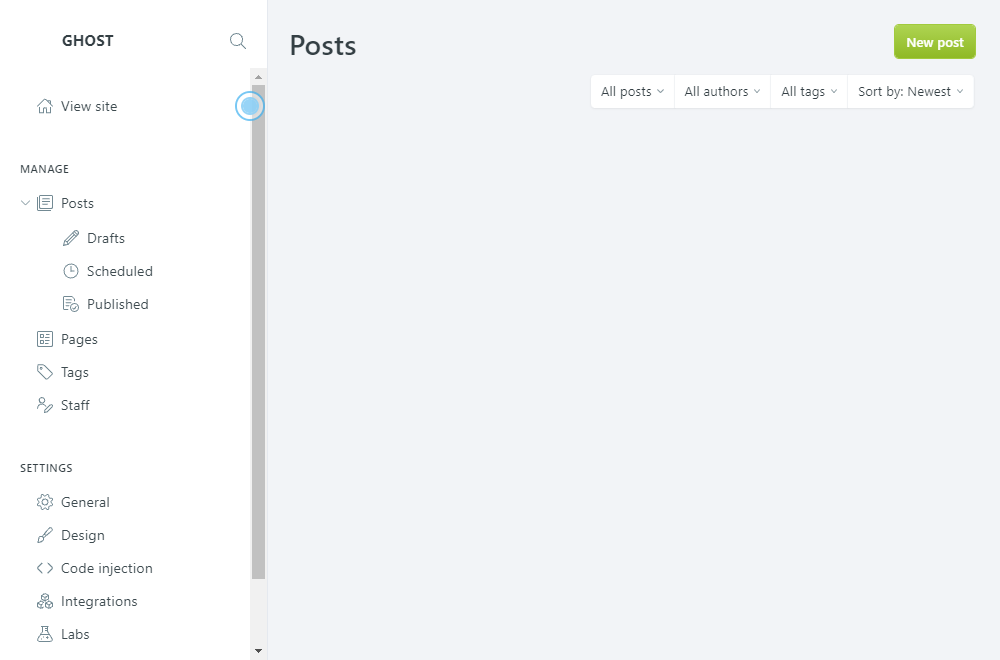 GHOST
Posts
New post
All posts
All authors
All tags
Sort by: Newest
View site
MANAGE
Posts
Drafts
Scheduled
Published
Pages
Tags
Staff
SETTINGS
General
Design
Code injection
Integrations
Labs